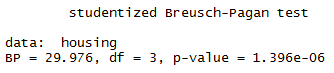 studentized Breusch-Pagan test
data:  housing
BP = 29.976, df = 3, p-value = 1.396e-06